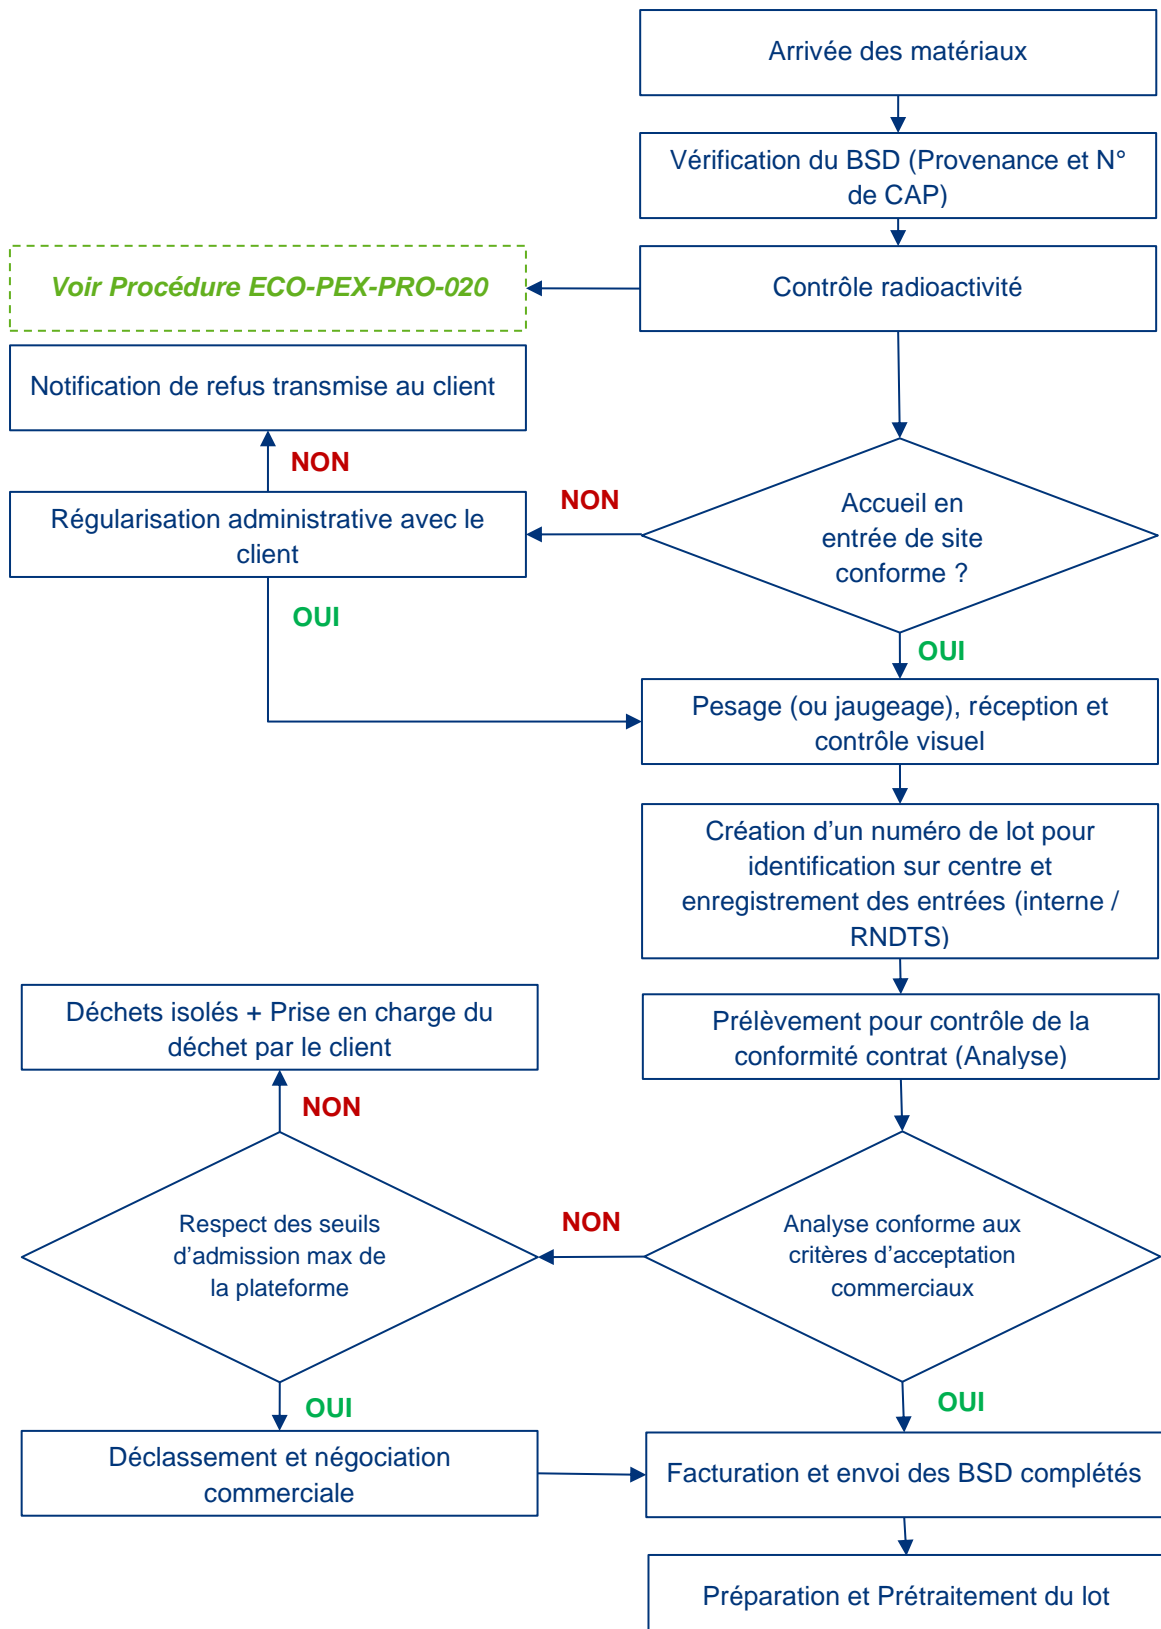 Arrivée des matériaux
Vérification du BSD (Provenance et N°
de CAP)
Voir Procédure ECO-PEX-PRO-020
Contrôle radioactivité
Notification de refus transmise au client
NON
Régularisation administrative avec le
client
NON
Accueil en
entrée de site
conforme ?
OUI
OUI
Pesage (ou jaugeage), réception et
contrôle visuel
Création d’un numéro de lot pour
identification sur centre et
enregistrement des entrées (interne /
RNDTS)
Déchets isolés + Prise en charge du
déchet par le client
Prélèvement pour contrôle de la
conformité contrat (Analyse)
NON
Respect des seuils
d’admission max de
la plateforme
NON
Analyse conforme aux
critères d’acceptation
commerciaux
OUI
OUI
Déclassement et négociation
commerciale
Facturation et envoi des BSD complétés
Préparation et Prétraitement du lot